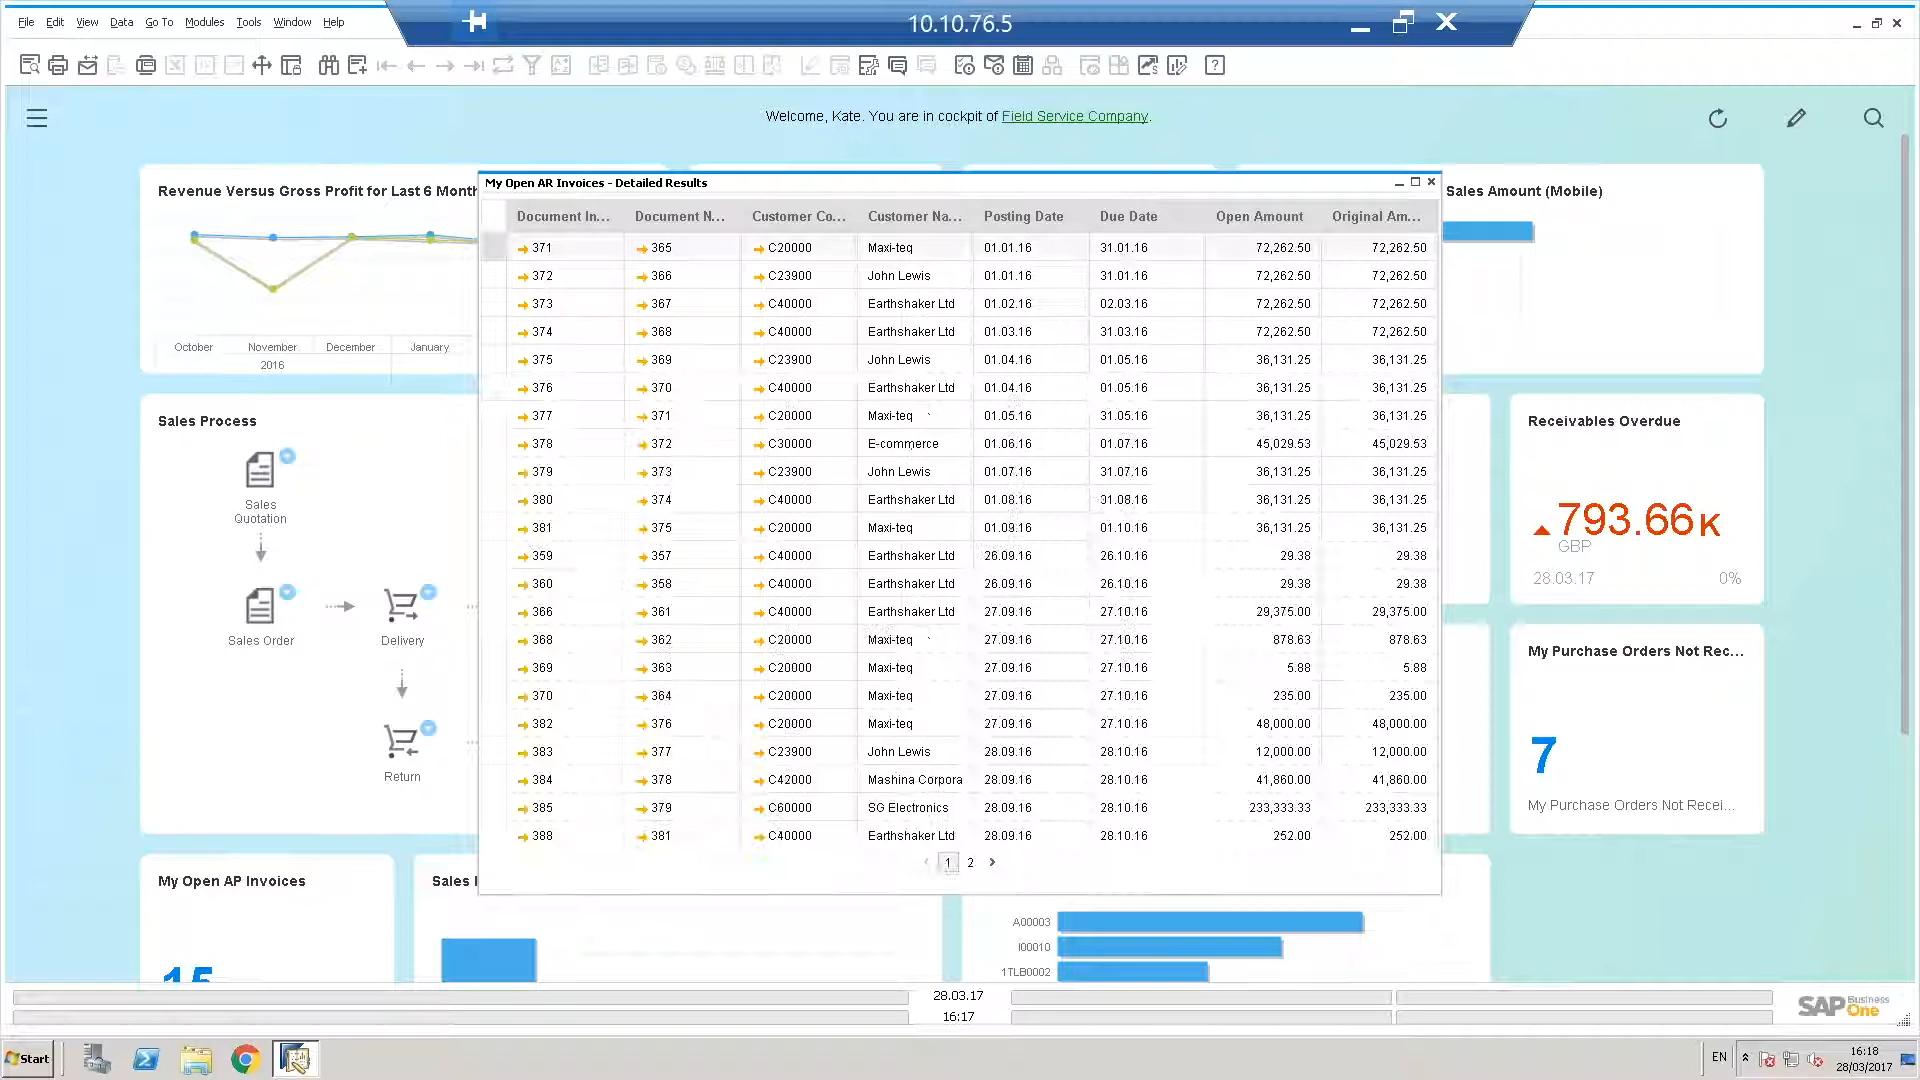 10.10.76.5
File Edit View Data Go To Modules Tools Window Help
Welcome, Kate. You are in cockpit of Field Service Company.
Revenue Versus Gross Profit for Last 6 Month
October November December January
2016
Sales Amount (Mobile)
My Open AR Invoices - Detailed Results
Document In... Document N... Customer Co... Customer Na... Posting Date Due Date Open Amount Original Am...
371 365 C20000 Maxi-teq 01.01.16 31.01.16 72,262.50 72,262.50
372 366 C23900 John Lewis 01.01.16 31.01.16 72,262.50 72,262.50
373 367 C40000 Earthshaker Ltd 01.02.16 02.03.16 72,262.50 72,262.50
374 368 C40000 Earthshaker Ltd 01.03.16 31.03.16 72,262.50 72,262.50
375 369 C23900 John Lewis 01.04.16 01.05.16 36,131.25 36,131.25
376 370 C40000 Earthshaker Ltd 01.04.16 01.05.16 36,131.25 36,131.25
377 371 C20000 Maxi-teq 01.05.16 31.05.16 36,131.25 36,131.25
378 372 C30000 E-commerce 01.06.16 01.07.16 45,029.53 45,029.53
379 373 C23900 John Lewis 01.07.16 31.07.16 36,131.25 36,131.25
380 374 C40000 Earthshaker Ltd 01.08.16 31.08.16 36,131.25 36,131.25
381 375 C20000 Maxi-teq 01.09.16 01.10.16 36,131.25 36,131.25
359 357 C40000 Earthshaker Ltd 26.09.16 26.10.16 29.38 29.38
360 358 C40000 Earthshaker Ltd 26.09.16 26.10.16 29.38 29.38
366 361 C40000 Earthshaker Ltd 27.09.16 27.10.16 29,375.00 29,375.00
368 362 C20000 Maxi-teq 27.09.16 27.10.16 878.63 878.63
369 363 C20000 Maxi-teq 27.09.16 27.10.16 5.88 5.88
370 364 C20000 Maxi-teq 27.09.16 27.10.16 235.00 235.00
382 376 C20000 Maxi-teq 27.09.16 27.10.16 48,000.00 48,000.00
383 377 C23900 John Lewis 28.09.16 28.10.16 12,000.00 12,000.00
384 378 C42000 Mashina Corpora 28.09.16 28.10.16 41,860.00 41,860.00
385 379 C60000 SG Electronics 28.09.16 28.10.16 233,333.33 233,333.33
388 381 C40000 Earthshaker Ltd 28.09.16 28.10.16 252.00 252.00
1 2
Sales Process
Sales
Quotation
Sales Order
Delivery
Return
Receivables Overdue
793.66K
GBP
28.03.17 0%
My Purchase Orders Not Rec...
7
My Purchase Orders Not Recei...
My Open AP Invoices
15
Sales
A00003
I00010
1TLB0002
28.03.17
16:17
SAP Business
One
Start
EN
16:18
28/03/2017